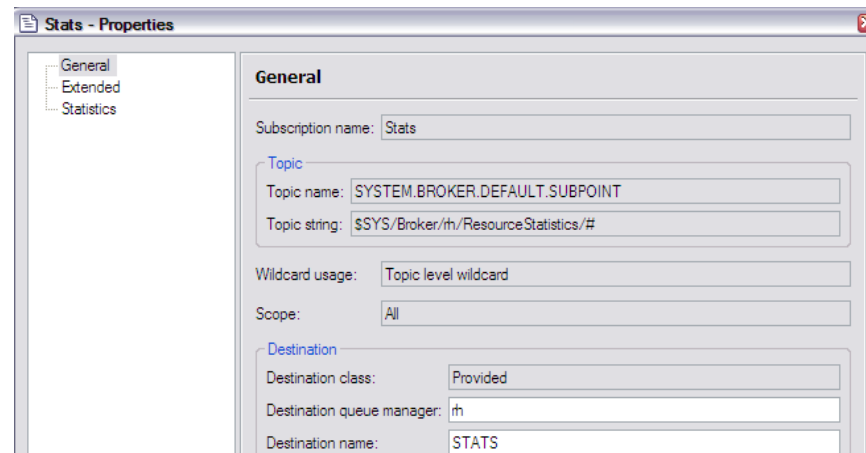 Stats - Properties
General
Extended
Statistics
General
Subscription name: Stats
Topic
Topic name: SYSTEM.BROKER.DEFAULT.SUBPOINT
Topic string: $SYS/Broker/rh/ResourceStatistics/#
Wildcard usage: Topic level wildcard
Scope: All
Destination
Destination class: Provided
Destination queue manager: rh
Destination name: STATS